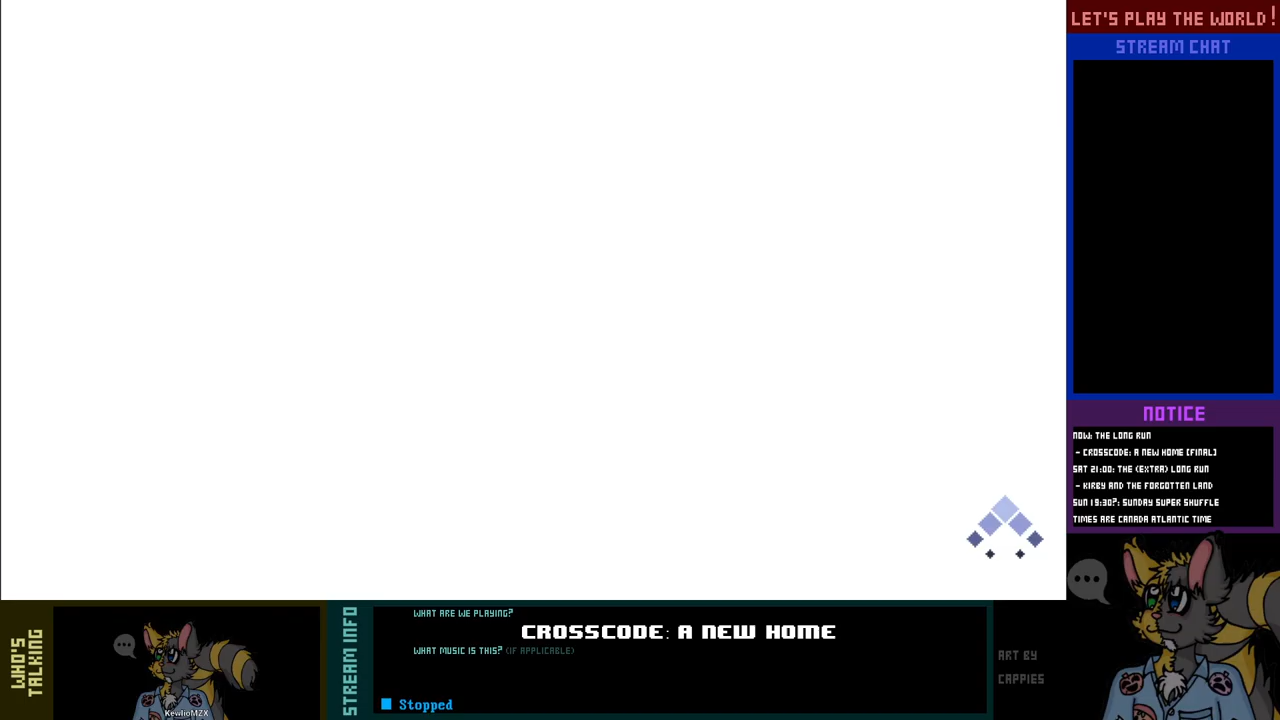 LET'S PLAY THE WORLD!
STREAM CHAT
NOTICE
NOW: THE LONG RUN
- CROSSCODE: A NEW HOME [FINAL]
SAT 21:00: THE (EXTRA) LONG RUN
- KIRBY AND THE FORGOTTEN LAND
SUN 19:30?: SUNDAY SUPER SHUFFLE
TIMES ARE CANADA ATLANTIC TIME
WHO'S
TALKING
KewlioMZX
STREAM INFO
WHAT ARE WE PLAYING?
CROSSCODE: A NEW HOME
WHAT MUSIC IS THIS? (IF APPLICABLE)
Stopped
ART BY
CAPPIES